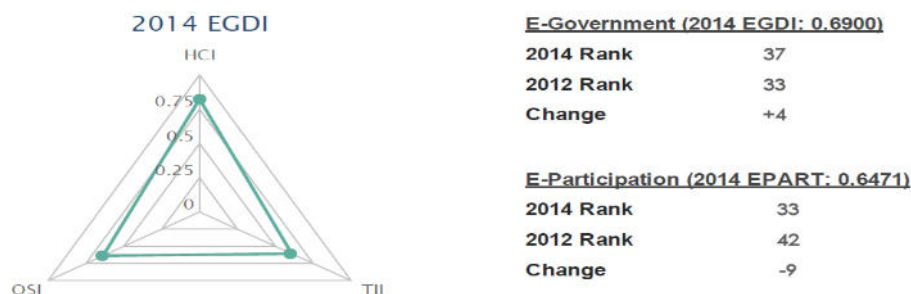 2014 EGDI
HCI
0.75
0.5
0.25
0
OSI
TII
E-Government (2014 EGDI: 0.6900)
2014 Rank 37
2012 Rank 33
Change +4
E-Participation (2014 EPART: 0.6471)
2014 Rank 33
2012 Rank 42
Change -9